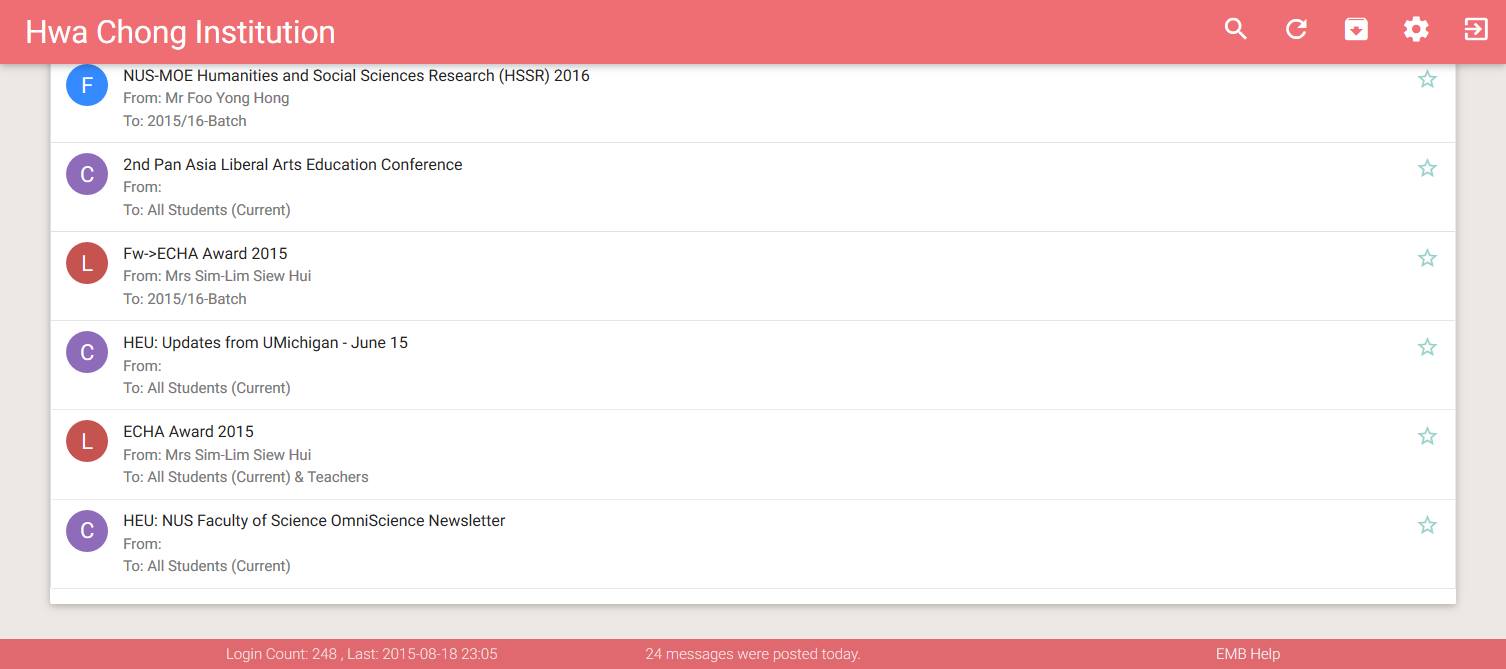 Hwa Chong Institution
F
NUS-MOE Humanities and Social Sciences Research (HSSR) 2016
From: Mr Foo Yong Hong
To: 2015/16-Batch
C
2nd Pan Asia Liberal Arts Education Conference
From:
To: All Students (Current)
L
Fw->ECHA Award 2015
From: Mrs Sim-Lim Siew Hui
To: 2015/16-Batch
C
HEU: Updates from UMichigan - June 15
From:
To: All Students (Current)
L
ECHA Award 2015
From: Mrs Sim-Lim Siew Hui
To: All Students (Current) & Teachers
C
HEU: NUS Faculty of Science OmniScience Newsletter
From:
To: All Students (Current)
Login Count: 248 , Last: 2015-08-18 23:05
24 messages were posted today.
EMB Help